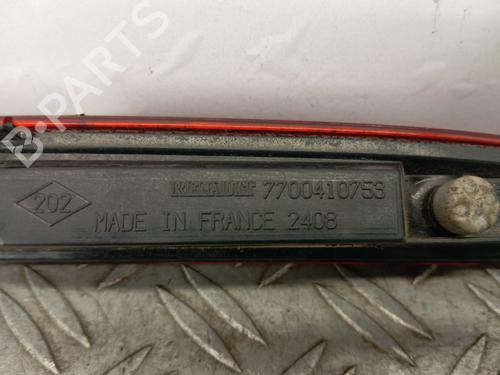 B-PARTS
202
RENAULT 7700410753
MADE IN FRANCE 2408